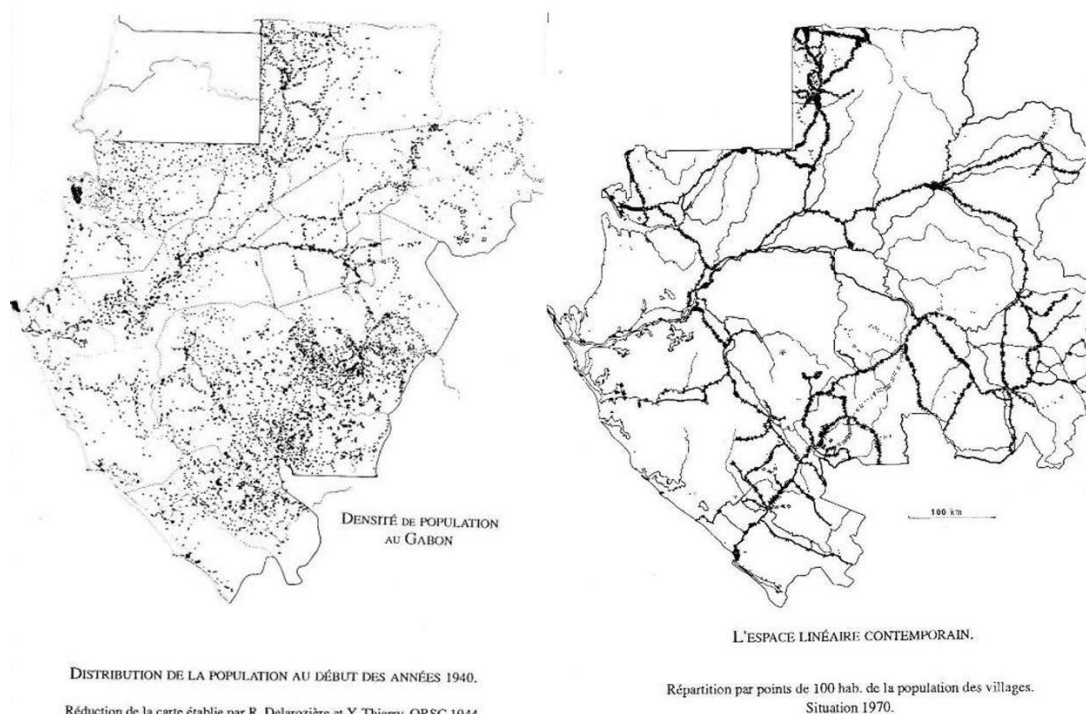 DENSITÉ DE POPULATION
AU GABON
DISTRIBUTION DE LA POPULATION AU DÉBUT DES ANNÉES 1940.
Réduction de la carte établie par R. Delarozière et Y. Thierry, ORSC 1944
100 km
L'ESPACE LINÉAIRE CONTEMPORAIN.
Répartition par points de 100 hab. de la population des villages.
Situation 1970.